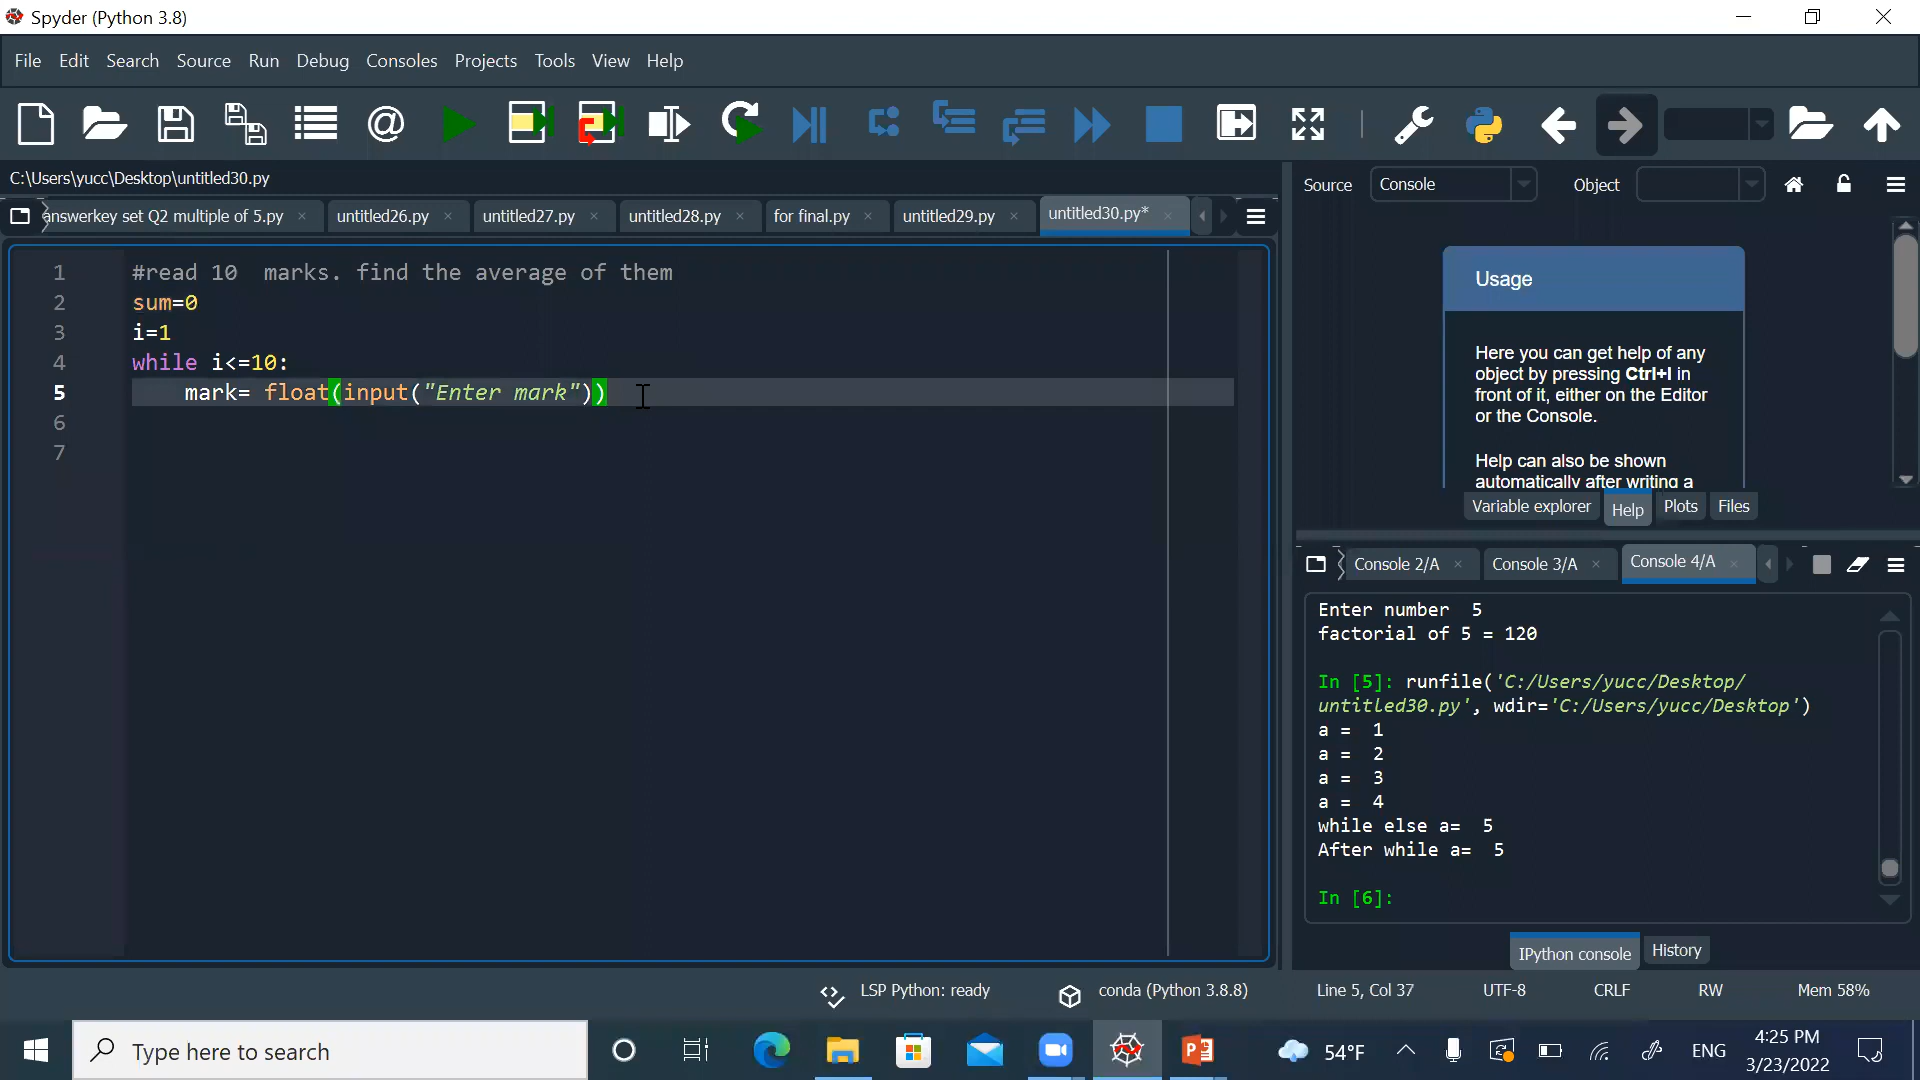 Spyder (Python 3.8)
File Edit Search Source Run Debug Consoles Projects Tools View Help
C:\Users\yucc\Desktop\untitled30.py
answerkey set Q2 multiple of 5.py untitled26.py untitled27.py untitled28.py for final.py untitled29.py untitled30.py*
1 #read 10  marks. find the average of them
2 sum=0
3 i=1
4 while i<=10:
5     mark= float(input("Enter mark"))
6
7
Source Console Object
Usage
Here you can get help of any
object by pressing Ctrl+I in
front of it, either on the Editor
or the Console.
Help can also be shown
automatically after writing a
Variable explorer Help Plots Files
Console 2/A Console 3/A Console 4/A
Enter number  5
factorial of 5 = 120
In [5]: runfile('C:/Users/yucc/Desktop/
untitled30.py', wdir='C:/Users/yucc/Desktop')
a =  1
a =  2
a =  3
a =  4
while else a=  5
After while a=  5
In [6]:
IPython console History
LSP Python: ready conda (Python 3.8.8) Line 5, Col 37 UTF-8 CRLF RW Mem 58%
Type here to search
54°F ENG 4:25 PM
3/23/2022